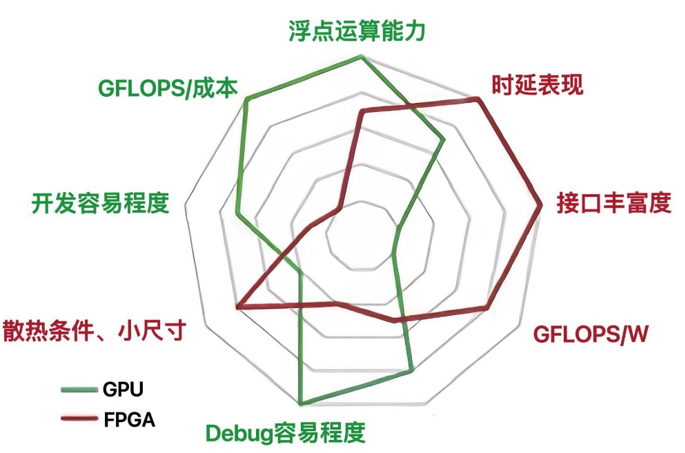 浮点运算能力
GFLOPS/成本
时延表现
开发容易程度
接口丰富度
散热条件、小尺寸
GFLOPS/W
GPU
FPGA
Debug容易程度